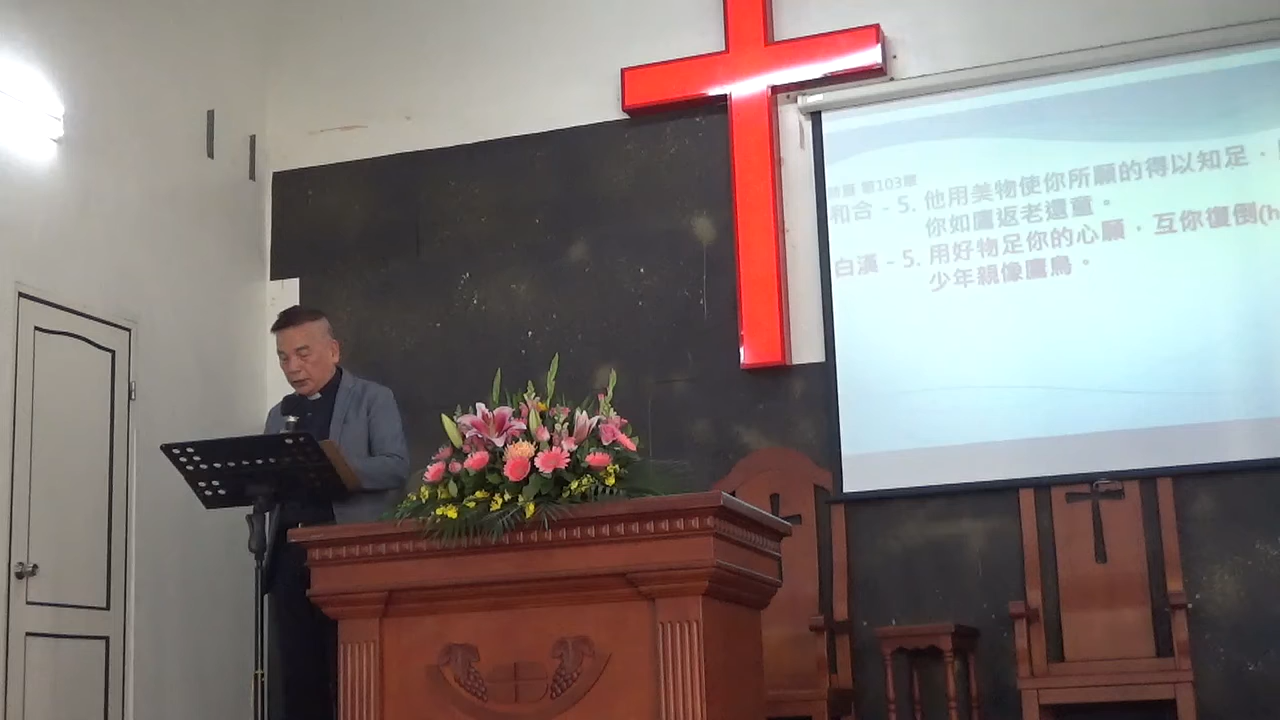 詩篇 第103章
和合 - 5. 他用美物使你所願的得以知足．
你如鷹返老還童。
白漢 - 5. 用好物足你的心願，互你復倒(h
少年親像鷹鳥。